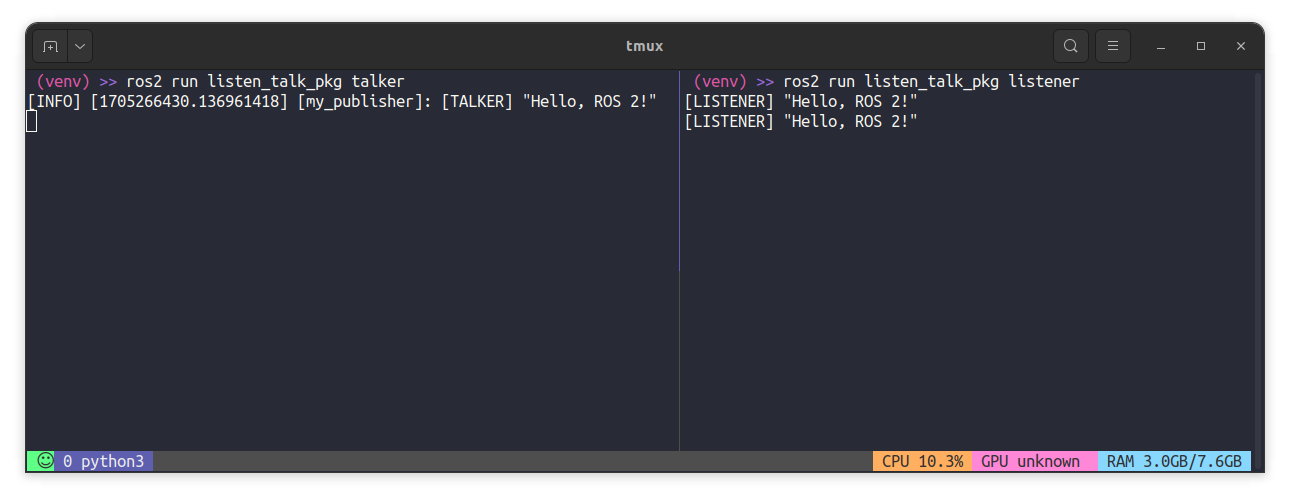 tmux
(venv) >> ros2 run listen_talk_pkg talker
[INFO] [1705266430.136961418] [my_publisher]: [TALKER] "Hello, ROS 2!"
(venv) >> ros2 run listen_talk_pkg listener
[LISTENER] "Hello, ROS 2!"
[LISTENER] "Hello, ROS 2!"
0 python3
CPU 10.3% GPU unknown RAM 3.0GB/7.6GB